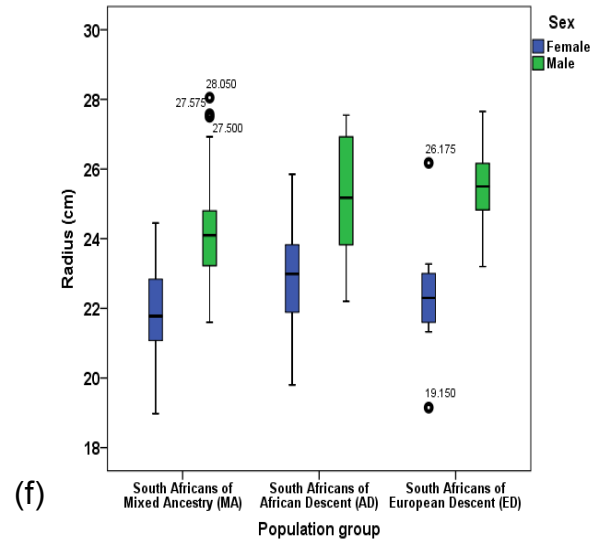 Sex
Female
Male
30
28
26
24
22
20
18
Radius (cm)
28.050
27.575
27.500
26.175
19.150
South Africans of
Mixed Ancestry (MA)
South Africans of
African Descent (AD)
South Africans of
European Descent (ED)
Population group
(f)